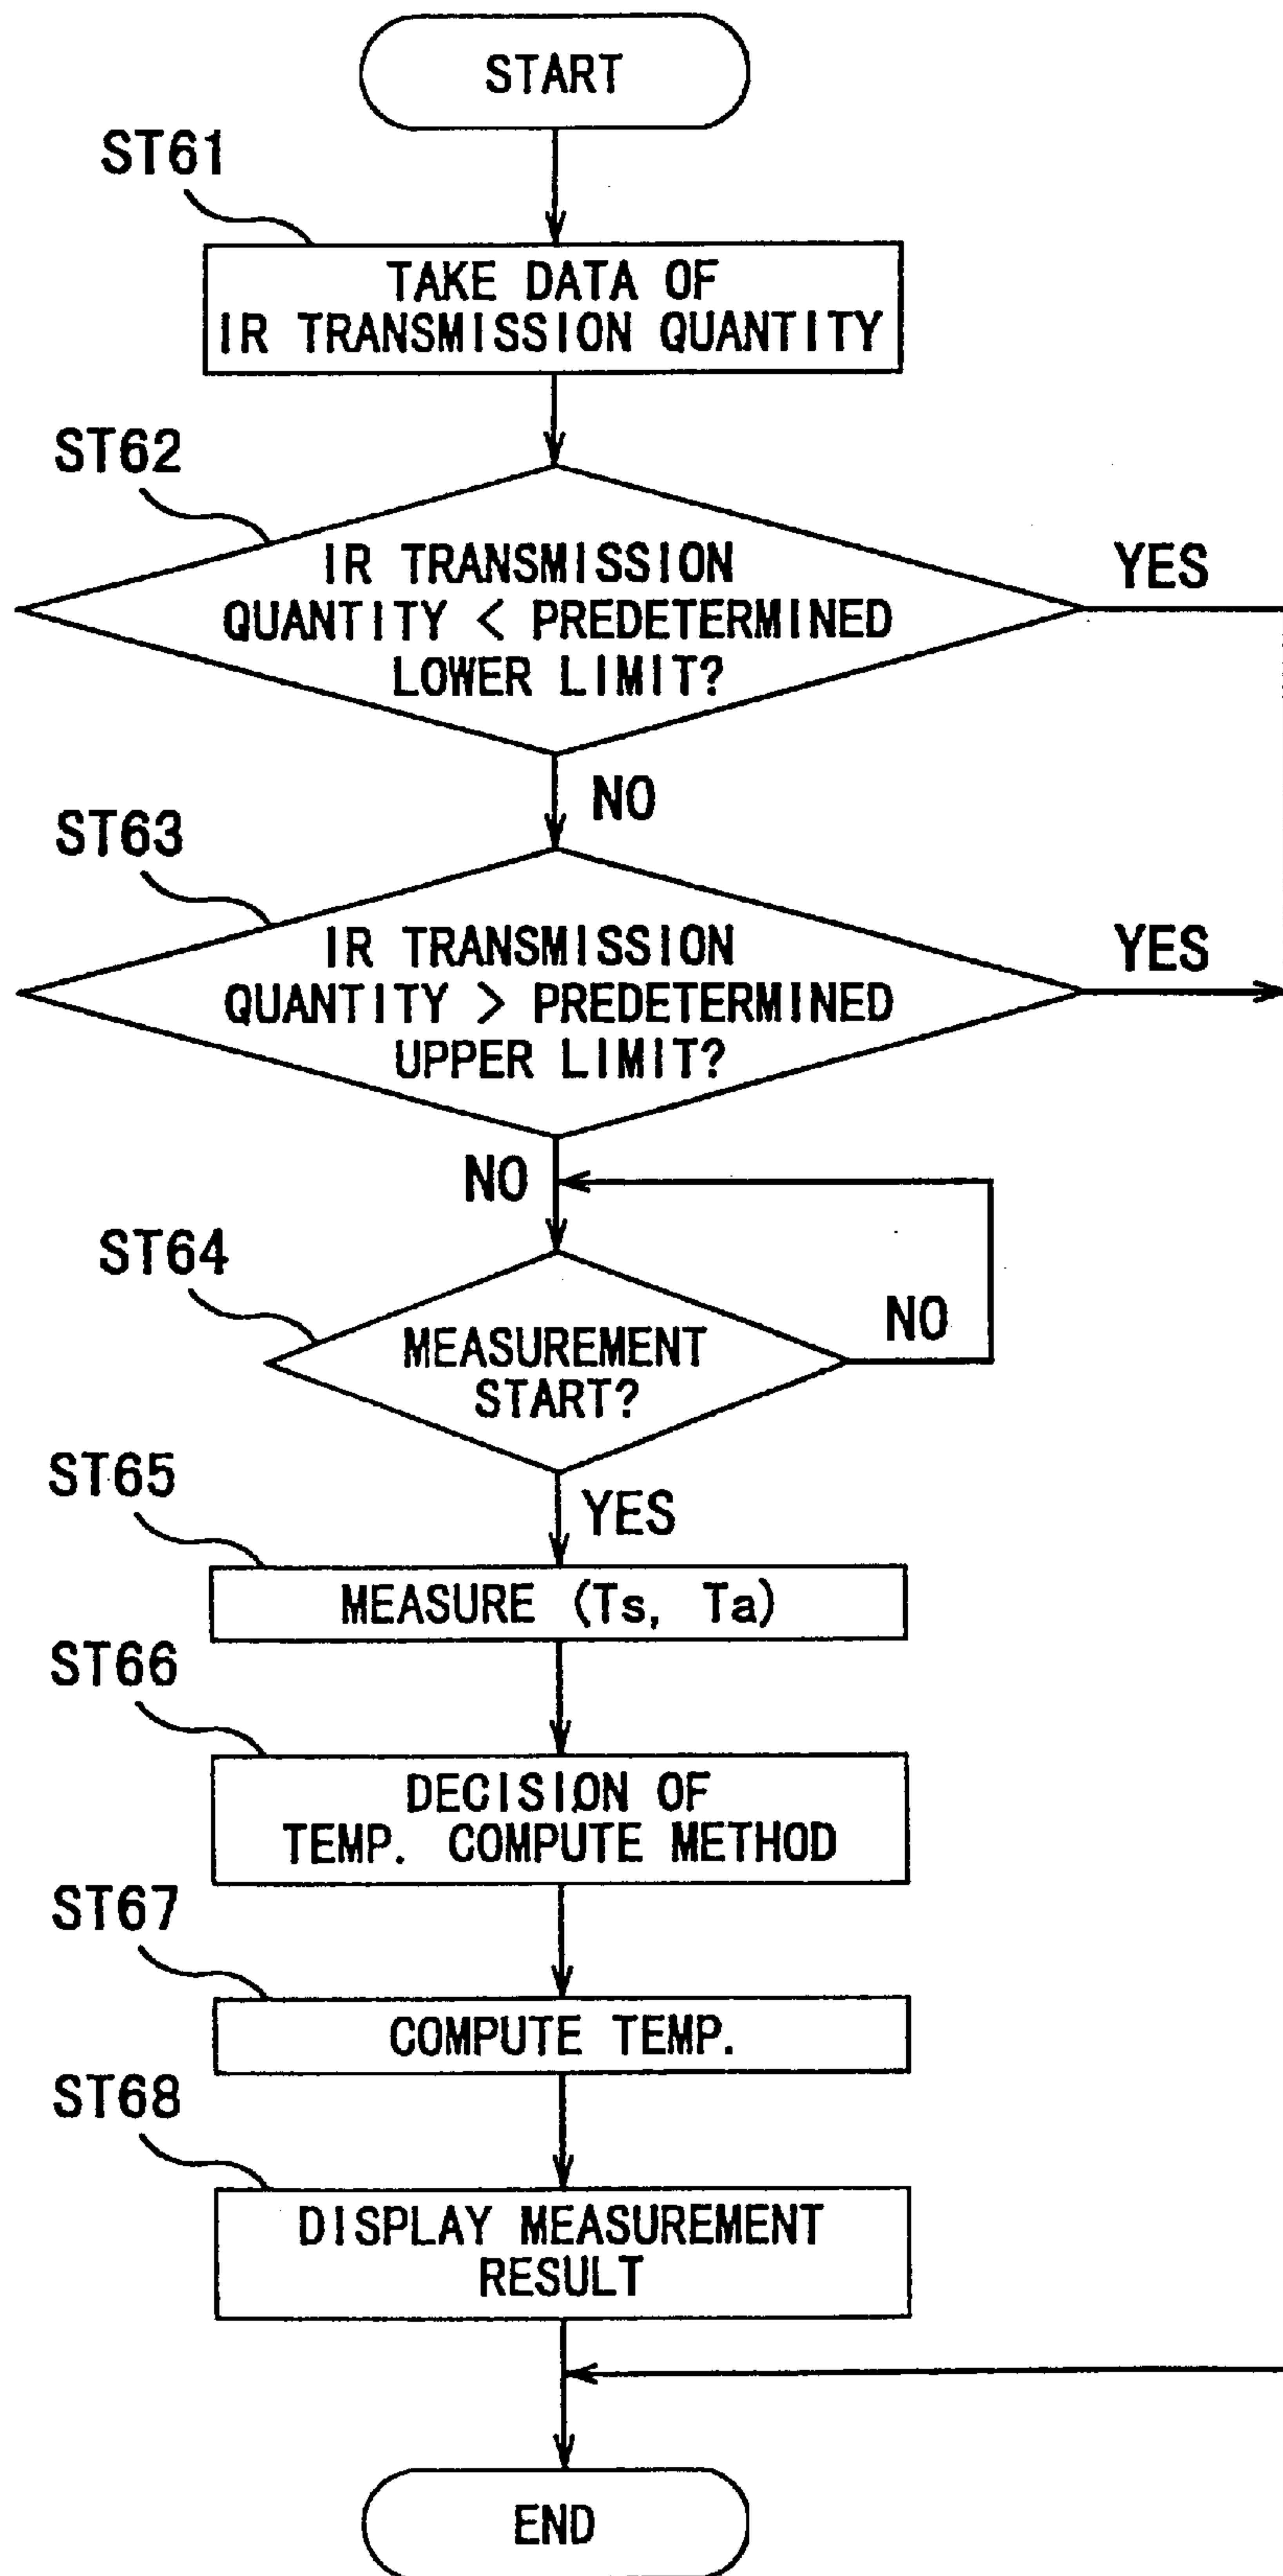 START
ST61
TAKE DATA OF
IR TRANSMISSION QUANTITY
ST62
IR TRANSMISSION
QUANTITY < PREDETERMINED
LOWER LIMIT?
YES
NO
ST63
IR TRANSMISSION
QUANTITY > PREDETERMINED
UPPER LIMIT?
YES
NO
ST64
MEASUREMENT
START?
NO
YES
ST65
MEASURE (Ts, Ta)
ST66
DECISION OF
TEMP. COMPUTE METHOD
ST67
COMPUTE TEMP.
ST68
DISPLAY MEASUREMENT
RESULT
END